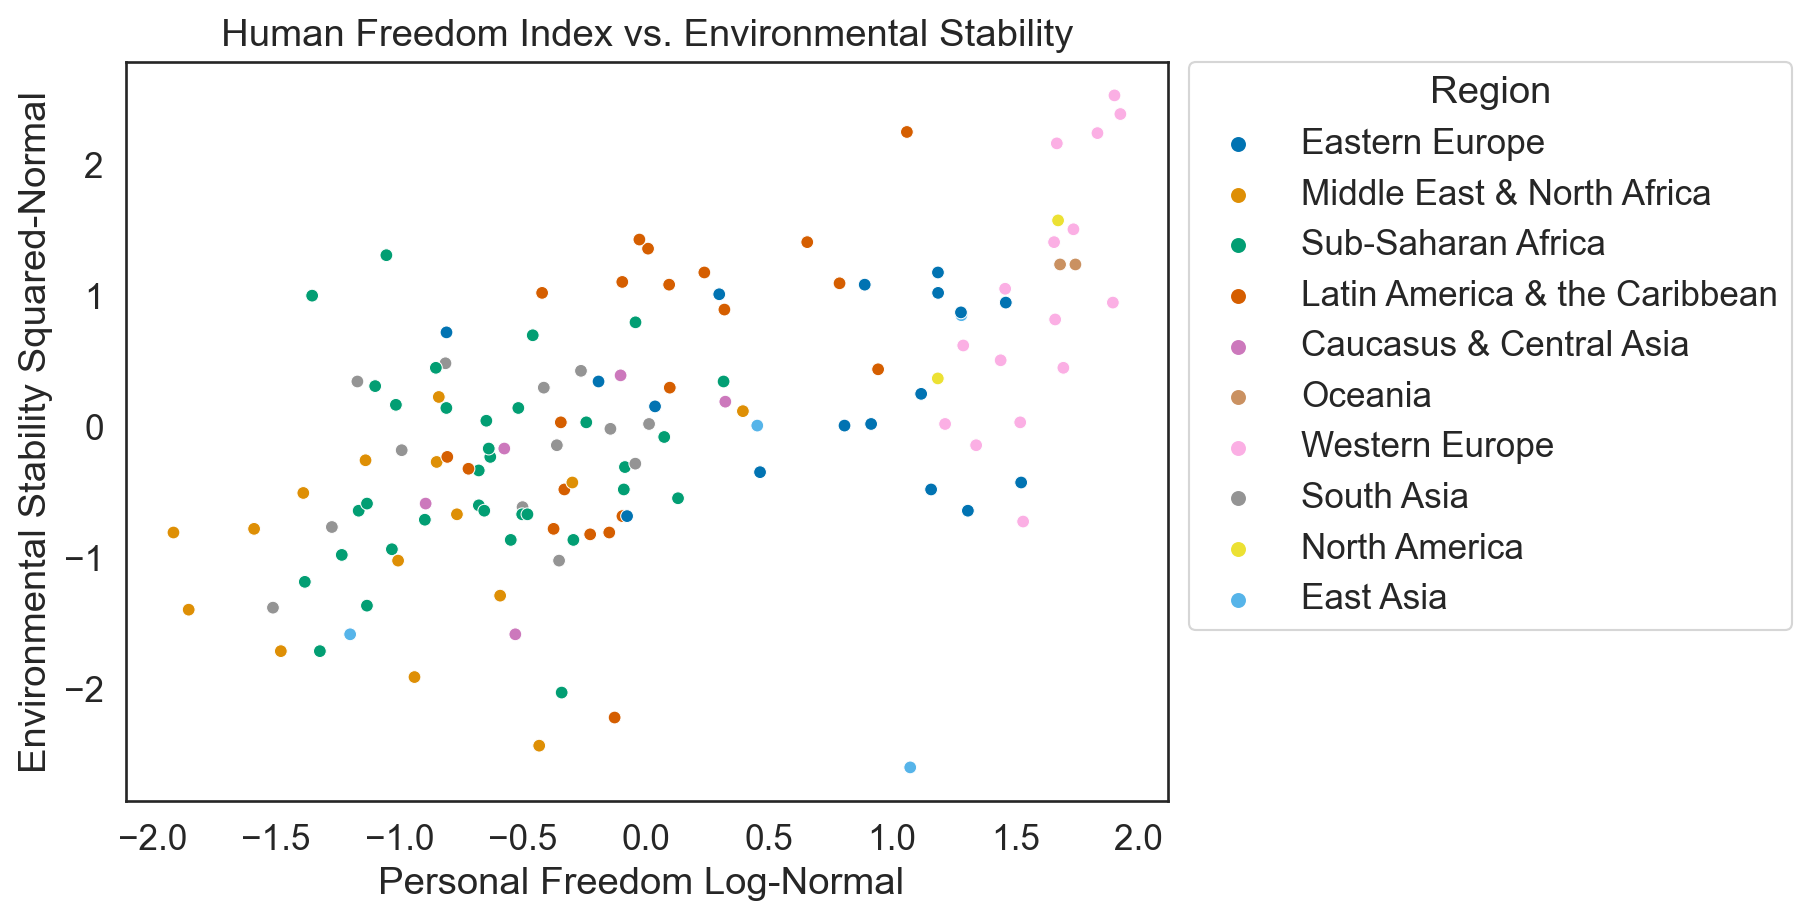 Human Freedom Index vs. Environmental Stability
Environmental Stability Squared-Normal
2
1
0
−1
−2
−2.0 −1.5 −1.0 −0.5 0.0 0.5 1.0 1.5 2.0
Personal Freedom Log-Normal
Region
Eastern Europe
Middle East & North Africa
Sub-Saharan Africa
Latin America & the Caribbean
Caucasus & Central Asia
Oceania
Western Europe
South Asia
North America
East Asia